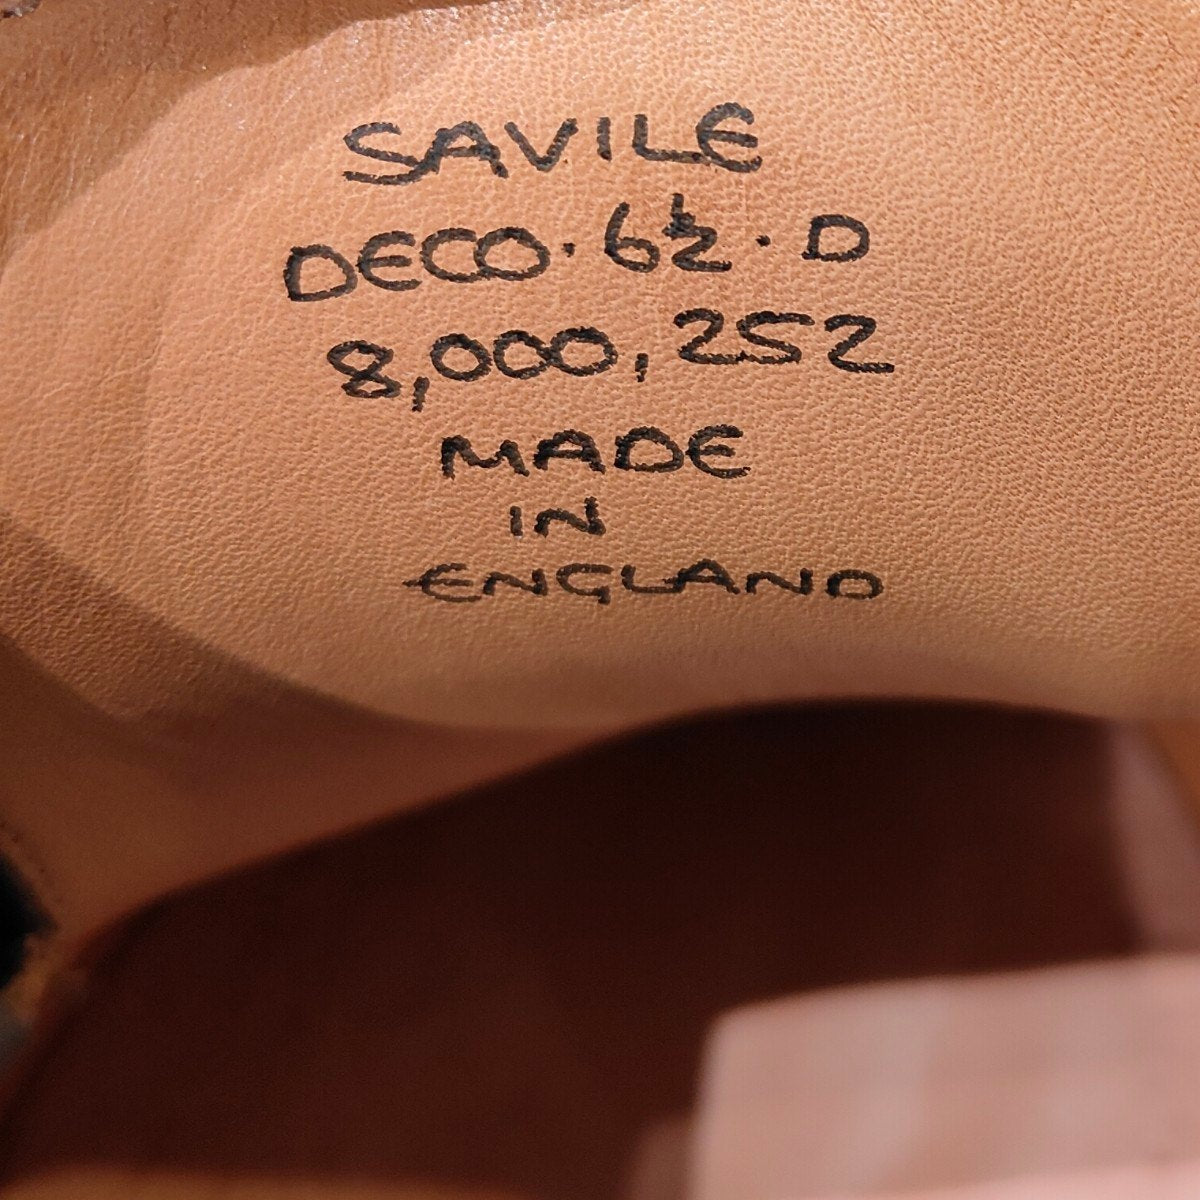 SAVILE
DECO · 6½ · D
8,000,252
MADE
IN
ENGLAND